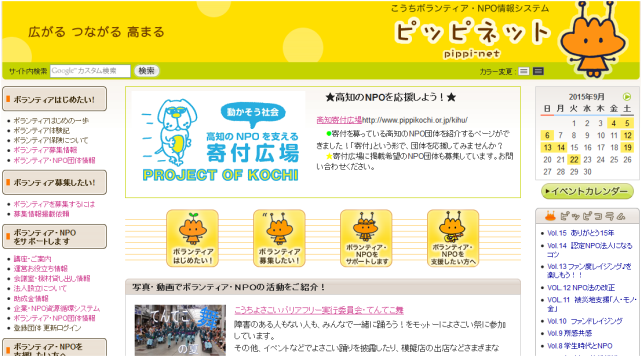 こうちボランティア・NPO情報システム
広がる つながる 高まる
ピッピネット
pippi-net
サイト内検索
Google カスタム検索
検索
カラー変更：
ボランティアはじめたい!
ボランティアはじめの一歩
ボランティア体験記
ボランティア保険について
ボランティア募集情報
ボランティア・NPO団体情報
ボランティア募集したい!
ボランティアを募集するには
募集情報掲載依頼
ボランティア・NPO
をサポートします
講座・ご案内
運営お役立ち情報
会議室・機材貸し出し情報
法人設立について
助成金情報
企業・NPO資源循環システム
ボランティア・NPO団体情報
登録団体 更新ログイン
ボランティア・NPOを
動かそう社会
高知の NPO を支える
寄付広場
PROJECT OF KOCHI
★高知のNPOを応援しよう！★
高知寄付広場http://www.pippikochi.or.jp/kihu/
●寄付を募っている高知のNPO団体を紹介するページがで
きました!「寄付」という形で、団体を応援してみませんか？
●寄付広場に掲載希望のNPO団体も募集しています。お問
い合わせください。
ボランティア
はじめたい!
ボランティア
募集したい!
ボランティア・
NPOを
サポートします
ボランティア・
NPOを
支援したい方へ
写真・動画でボランティア・NPOの活動をご紹介！
てんてこ
舞
の夏
こうちよさこい バリアフリー実行委員会・てんてこ舞
障害のある人もない人も、みんなで一緒に踊ろう！をモットーによさこい祭に参加
しています。
その他、イベントなどでよさこい踊りを披露したり、模擬店の出店などさまざまな
2015年9月
日 月 火 水 木 金 土
1 2 3 4 5
6 7 8 9 10 11 12
13 14 15 16 17 18 19
20 21 22 23 24 25 26
27 28 29 30
イベントカレンダー
ピッピコラム
Vol.15 ありがとう15年
Vol.14 認定NPO法人になる
コツ
Vol.13 ファンドレイジングを
楽しもう！！
VOL.12 NPO法の改正
VOL.11 被災地支援「人・モノ・
金」
Vol.10 ファンドレイジング
Vol.9 所感共感
Vol.8 学生時代とNPO